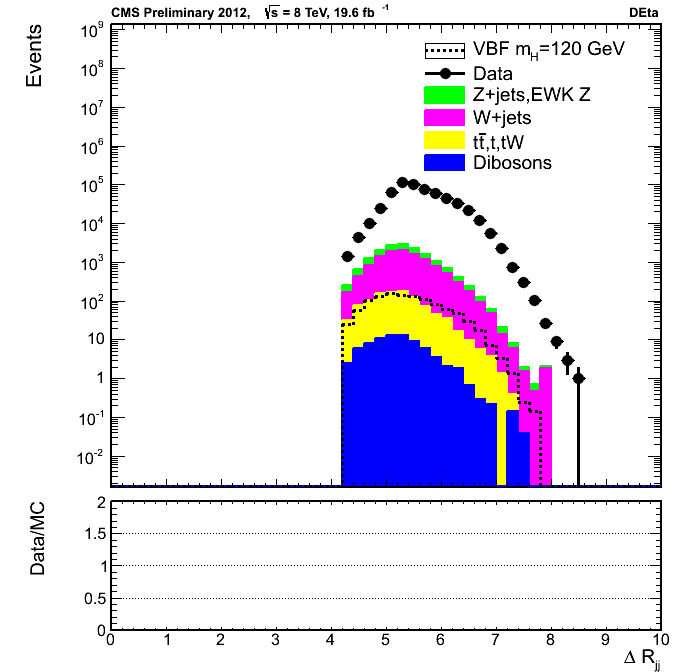 CMS Preliminary 2012, √s = 8 TeV, 19.6 fb⁻¹ DEta
Events
10⁹
10⁸
10⁷
10⁶
10⁵
10⁴
10³
10²
10
1
10⁻¹
10⁻²
VBF m_H=120 GeV
Data
Z+jets,EWK Z
W+jets
tt̄,t,tW
Dibosons
Data/MC
2
1.5
1
0.5
0
0 1 2 3 4 5 6 7 8 9 10
Δ R_jj